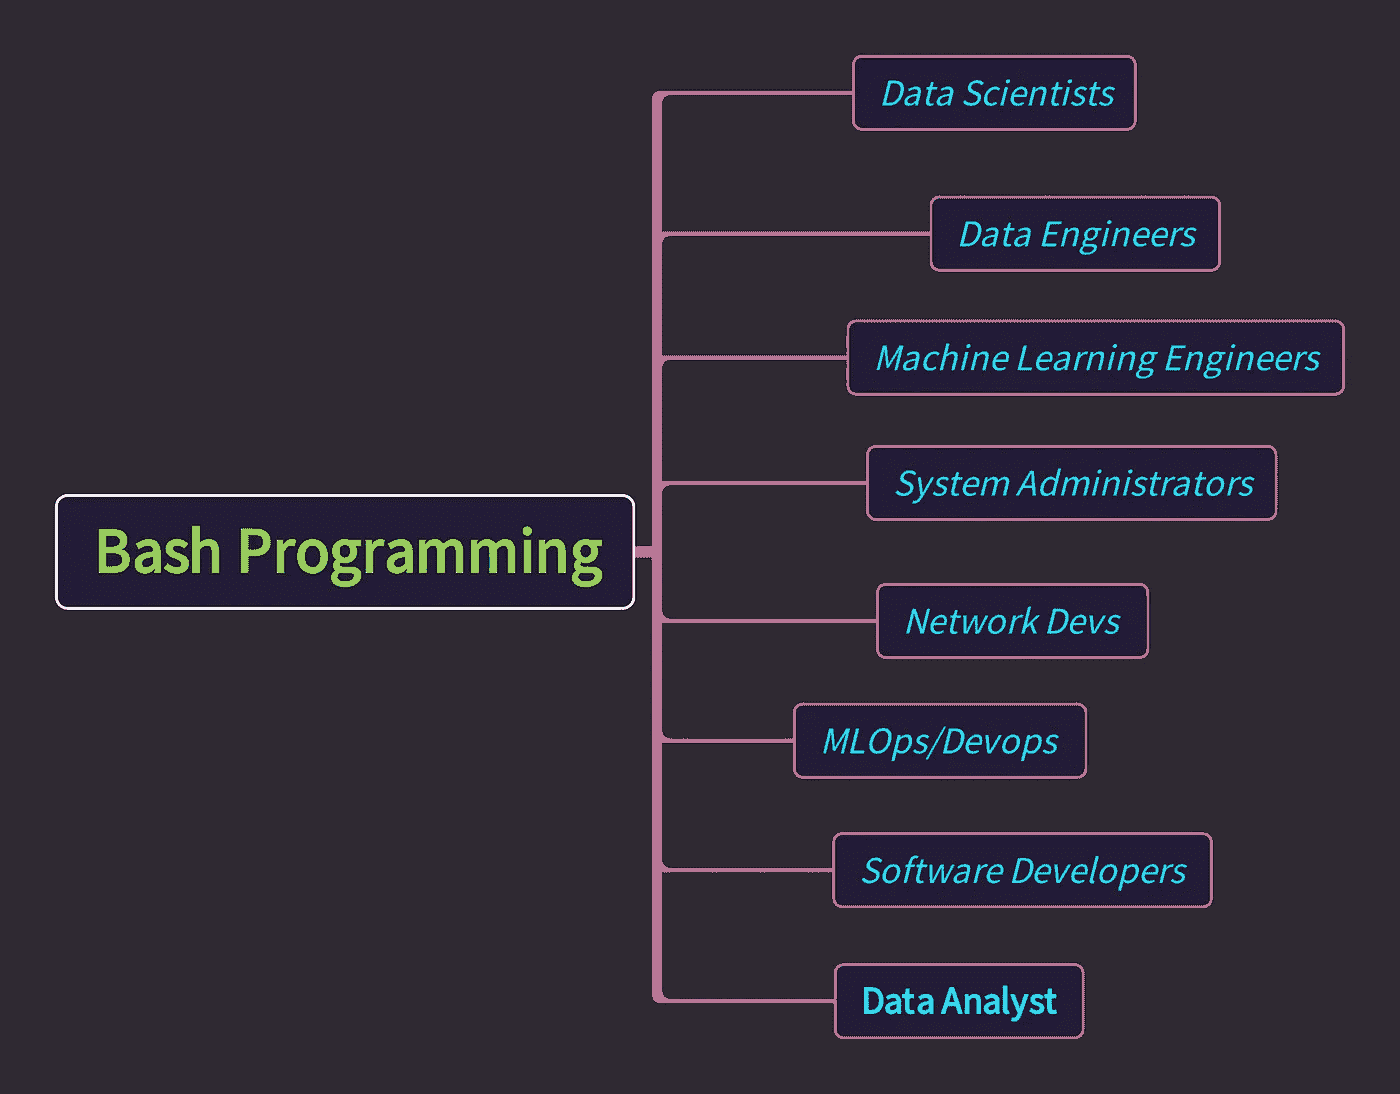 Data Scientists
Data Engineers
Machine Learning Engineers
System Administrators
Bash Programming
Network Devs
MLOps/Devops
Software Developers
Data Analyst